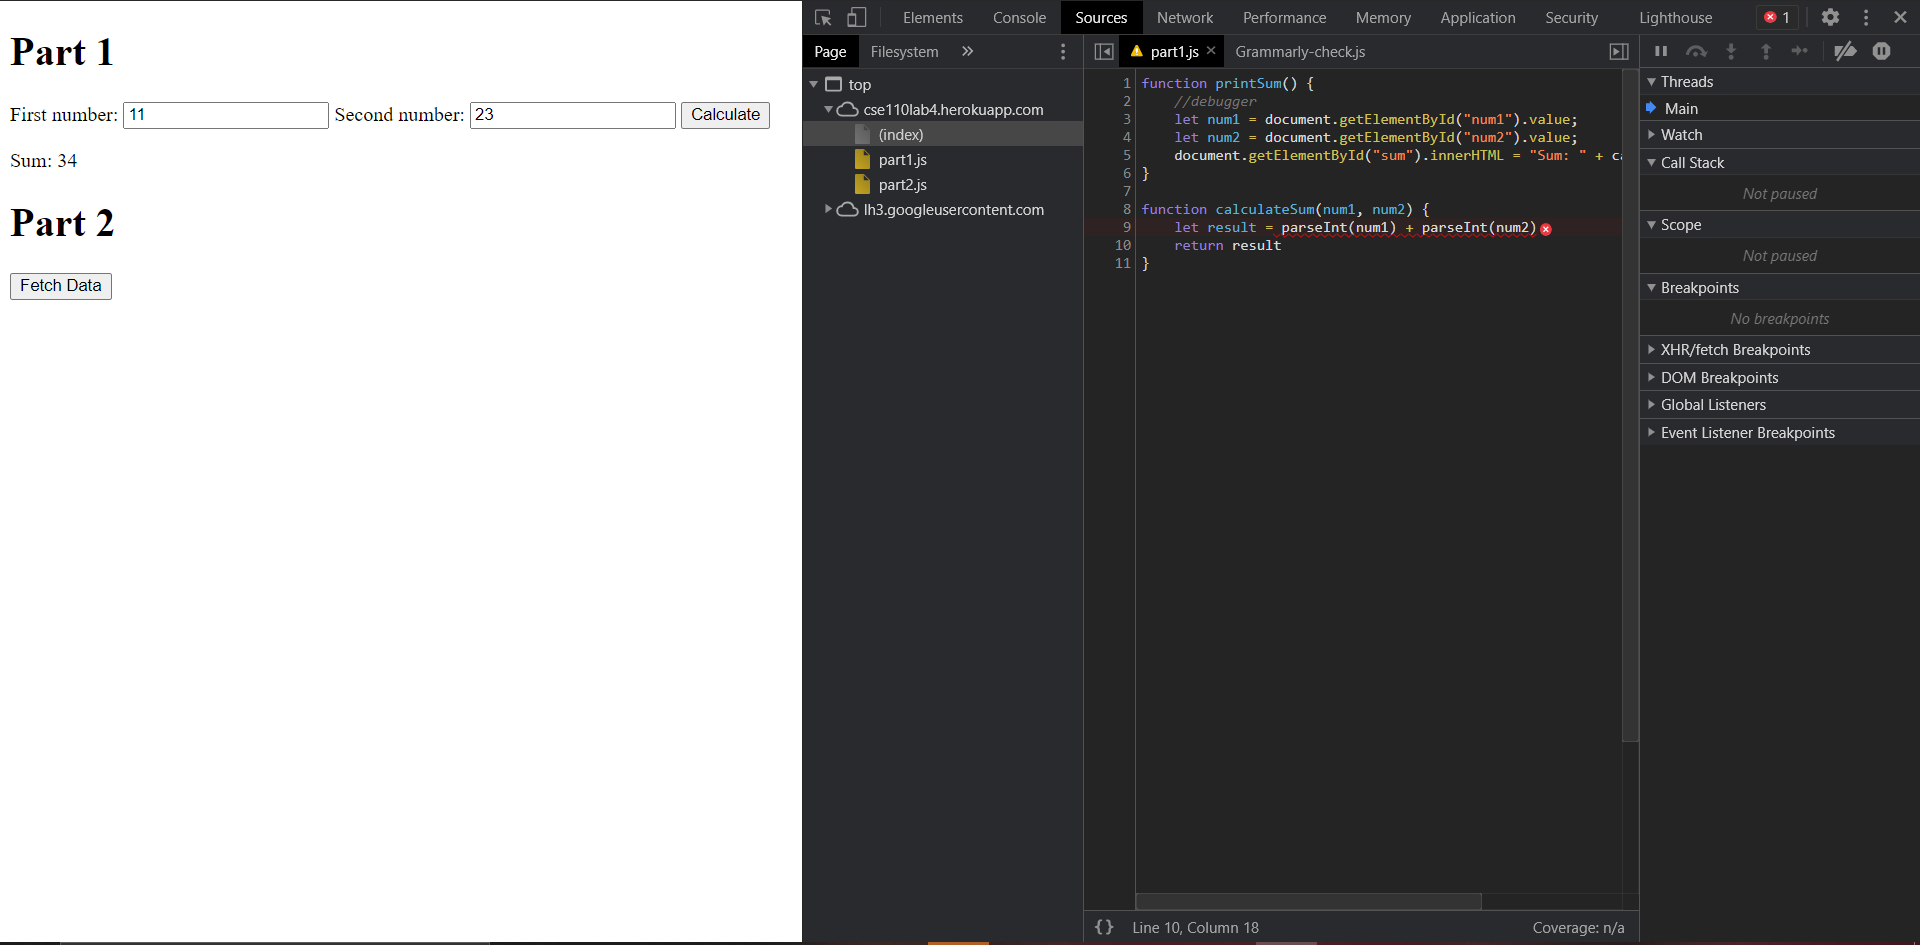 Part 1
First number: 11 Second number: 23 Calculate
Sum: 34
Part 2
Fetch Data
Elements Console Sources Network Performance Memory Application Security Lighthouse 1
Page Filesystem
top
cse110lab4.herokuapp.com
(index)
part1.js
part2.js
lh3.googleusercontent.com
part1.js Grammarly-check.js
1 function printSum() {
2 //debugger
3 let num1 = document.getElementById("num1").value;
4 let num2 = document.getElementById("num2").value;
5 document.getElementById("sum").innerHTML = "Sum: " + ca
6 }
7
8 function calculateSum(num1, num2) {
9 let result = parseInt(num1) + parseInt(num2)
10 return result
11 }
{} Line 10, Column 18 Coverage: n/a
Threads
Main
Watch
Call Stack
Not paused
Scope
Not paused
Breakpoints
No breakpoints
XHR/fetch Breakpoints
DOM Breakpoints
Global Listeners
Event Listener Breakpoints